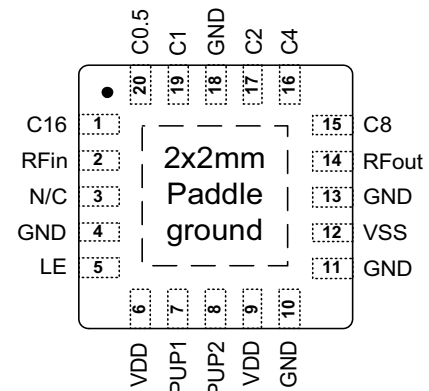 C0.5 C1 GND C2 C4
20 19 18 17 16
C16 1 15 C8
RFin 2 14 RFout
N/C 3 13 GND
GND 4 12 VSS
LE 5 11 GND
2x2mm
Paddle
ground
6 7 8 9 10
VDD PUP1 PUP2 VDD GND